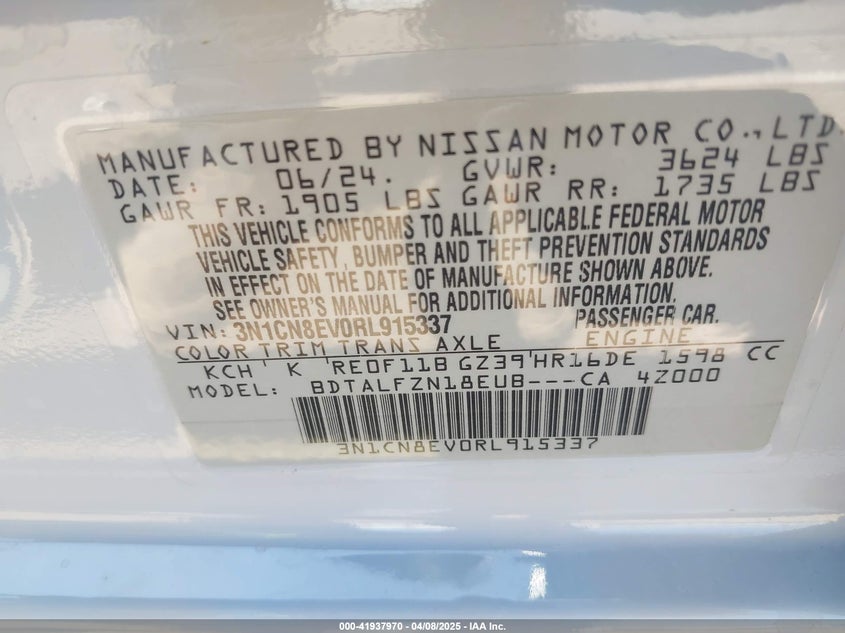 MANUFACTURED BY NISSAN MOTOR CO., LTD.
DATE: 06/24. GVWR: 3624 LBS
GAWR FR: 1905 LBS GAWR RR: 1735 LBS
THIS VEHICLE CONFORMS TO ALL APPLICABLE FEDERAL MOTOR
VEHICLE SAFETY, BUMPER AND THEFT PREVENTION STANDARDS
IN EFFECT ON THE DATE OF MANUFACTURE SHOWN ABOVE.
SEE OWNER'S MANUAL FOR ADDITIONAL INFORMATION.
VIN: 3N1CN8EV0RL915337 PASSENGER CAR.
COLOR TRIM TRANS AXLE ENGINE
KCH K RE0F11B GZ39 HR16DE 1598 CC
MODEL: BDTALFZN18EUB---CA 4Z000
3N1CN8EV0RL915337
000-41937970 | 04/08/2025 - IAA Inc.